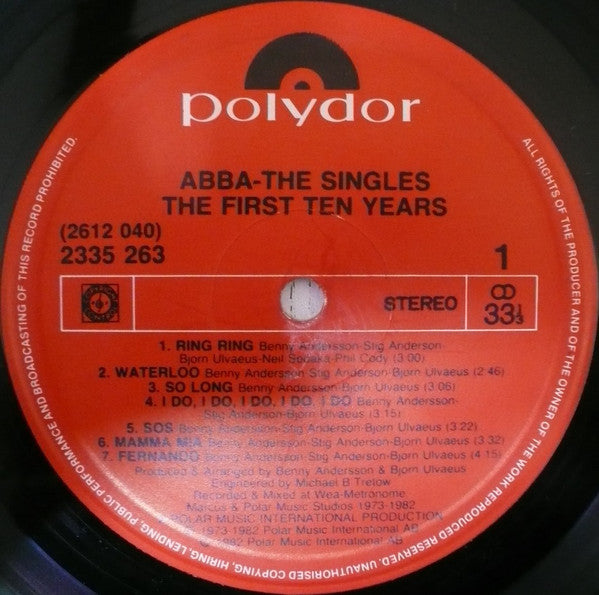 polydor
ABBA-THE SINGLES
THE FIRST TEN YEARS
(2612 040)
2335 263
1
STEREO
33⅓
1. RING RING Benny Andersson-Stig Anderson-
Bjorn Ulvaeus-Neil Sedaka-Phil Cody (3:00)
2. WATERLOO Benny Andersson-Stig Anderson-Bjorn Ulvaeus (2:46)
3. SO LONG Benny Andersson-Bjorn Ulvaeus (3:06)
4. I DO, I DO, I DO, I DO, I DO Benny Andersson-
Stig Anderson-Bjorn Ulvaeus (3:15)
5. SOS Benny Andersson-Stig Anderson-Bjorn Ulvaeus (3:22)
6. MAMMA MIA Benny Andersson-Stig Anderson-Bjorn Ulvaeus (3:32)
7. FERNANDO Benny Andersson-Stig Anderson-Bjorn Ulvaeus (4:15)
Produced & Arranged by Benny Andersson & Bjorn Ulvaeus
Engineered by Michael B Tretow
Recorded & Mixed at Wea-Metronome
Marcus & Polar Music Studios 1973-1982
A POLAR MUSIC INTERNATIONAL PRODUCTION
1973-1982 Polar Music International AB
1982 Polar Music International AB
ALL RIGHTS OF THE PRODUCER AND OF THE OWNER OF THE WORK REPRODUCED RESERVED. UNAUTHORISED COPYING, HIRING, LENDING, PUBLIC PERFORMANCE AND BROADCASTING OF THIS RECORD PROHIBITED.